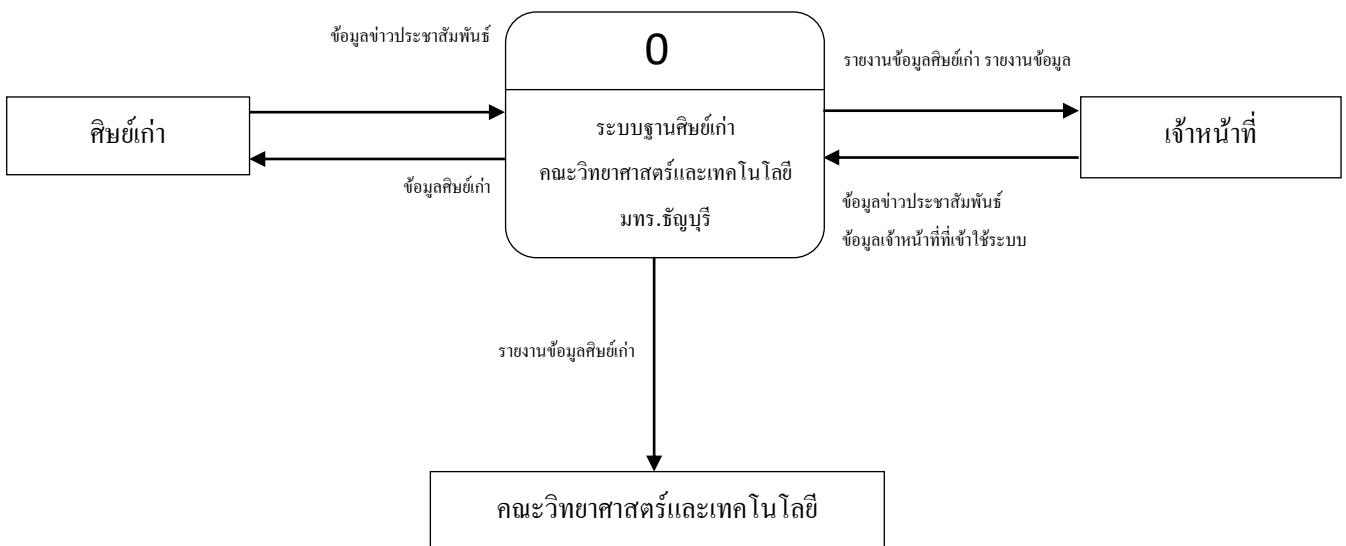 ข้อมูลข่าวประชาสัมพันธ์
0
รายงานข้อมูลศิษย์เก่า รายงานข้อมูล
ศิษย์เก่า
ระบบฐานศิษย์เก่า
คณะวิทยาศาสตร์และเทคโนโลยี
มทร.ธัญบุรี
เจ้าหน้าที่
ข้อมูลศิษย์เก่า
ข้อมูลข่าวประชาสัมพันธ์
ข้อมูลเจ้าหน้าที่ที่เข้าใช้ระบบ
รายงานข้อมูลศิษย์เก่า
คณะวิทยาศาสตร์และเทคโนโลยี